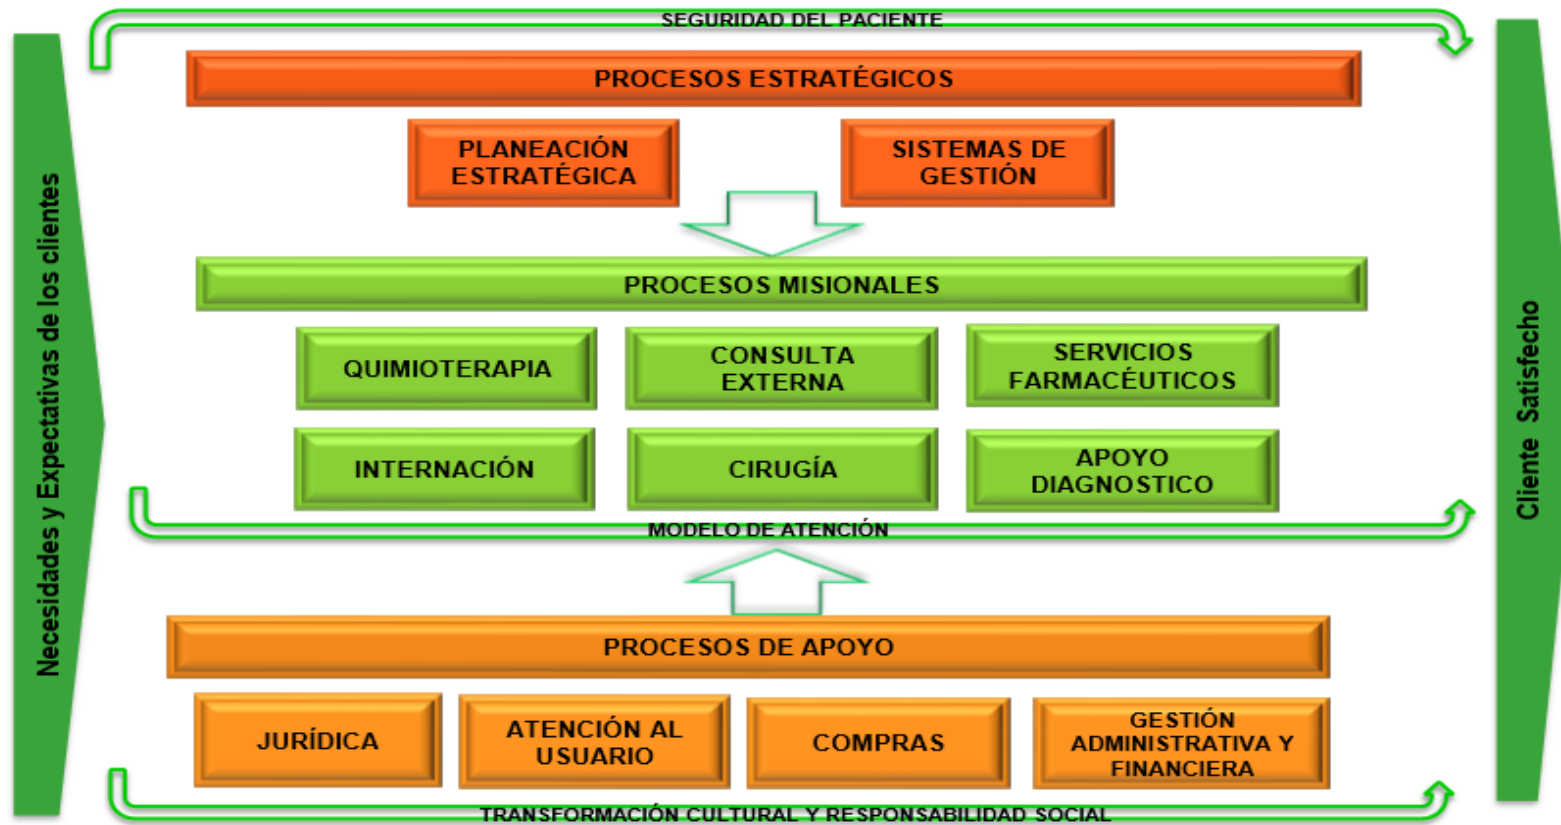 SEGURIDAD DEL PACIENTE
PROCESOS ESTRATÉGICOS
PLANEACIÓN
ESTRATÉGICA
SISTEMAS DE
GESTIÓN
Necesidades y Expectativas de los clientes
PROCESOS MISIONALES
QUIMIOTERAPIA
CONSULTA
EXTERNA
SERVICIOS
FARMACÉUTICOS
INTERNACIÓN
CIRUGÍA
APOYO
DIAGNOSTICO
MODELO DE ATENCIÓN
Cliente Satisfecho
PROCESOS DE APOYO
JURÍDICA
ATENCIÓN AL
USUARIO
COMPRAS
GESTIÓN
ADMINISTRATIVA Y
FINANCIERA
TRANSFORMACIÓN CULTURAL Y RESPONSABILIDAD SOCIAL